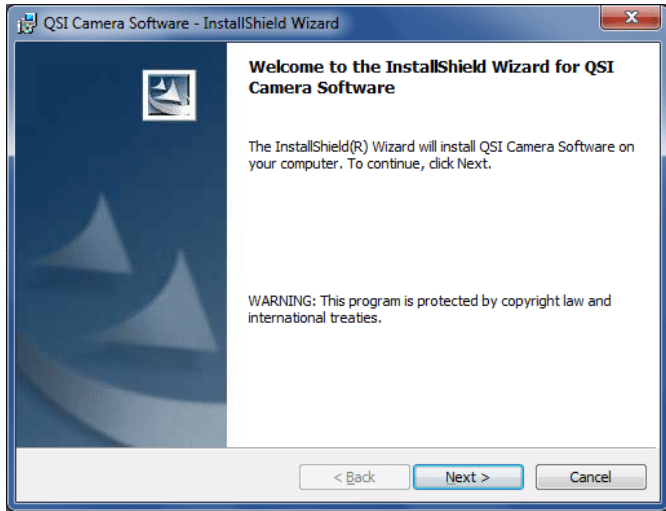 QSI Camera Software - InstallShield Wizard
Welcome to the InstallShield Wizard for QSI
Camera Software
The InstallShield(R) Wizard will install QSI Camera Software on
your computer. To continue, click Next.
WARNING: This program is protected by copyright law and
international treaties.
< Back
Next >
Cancel